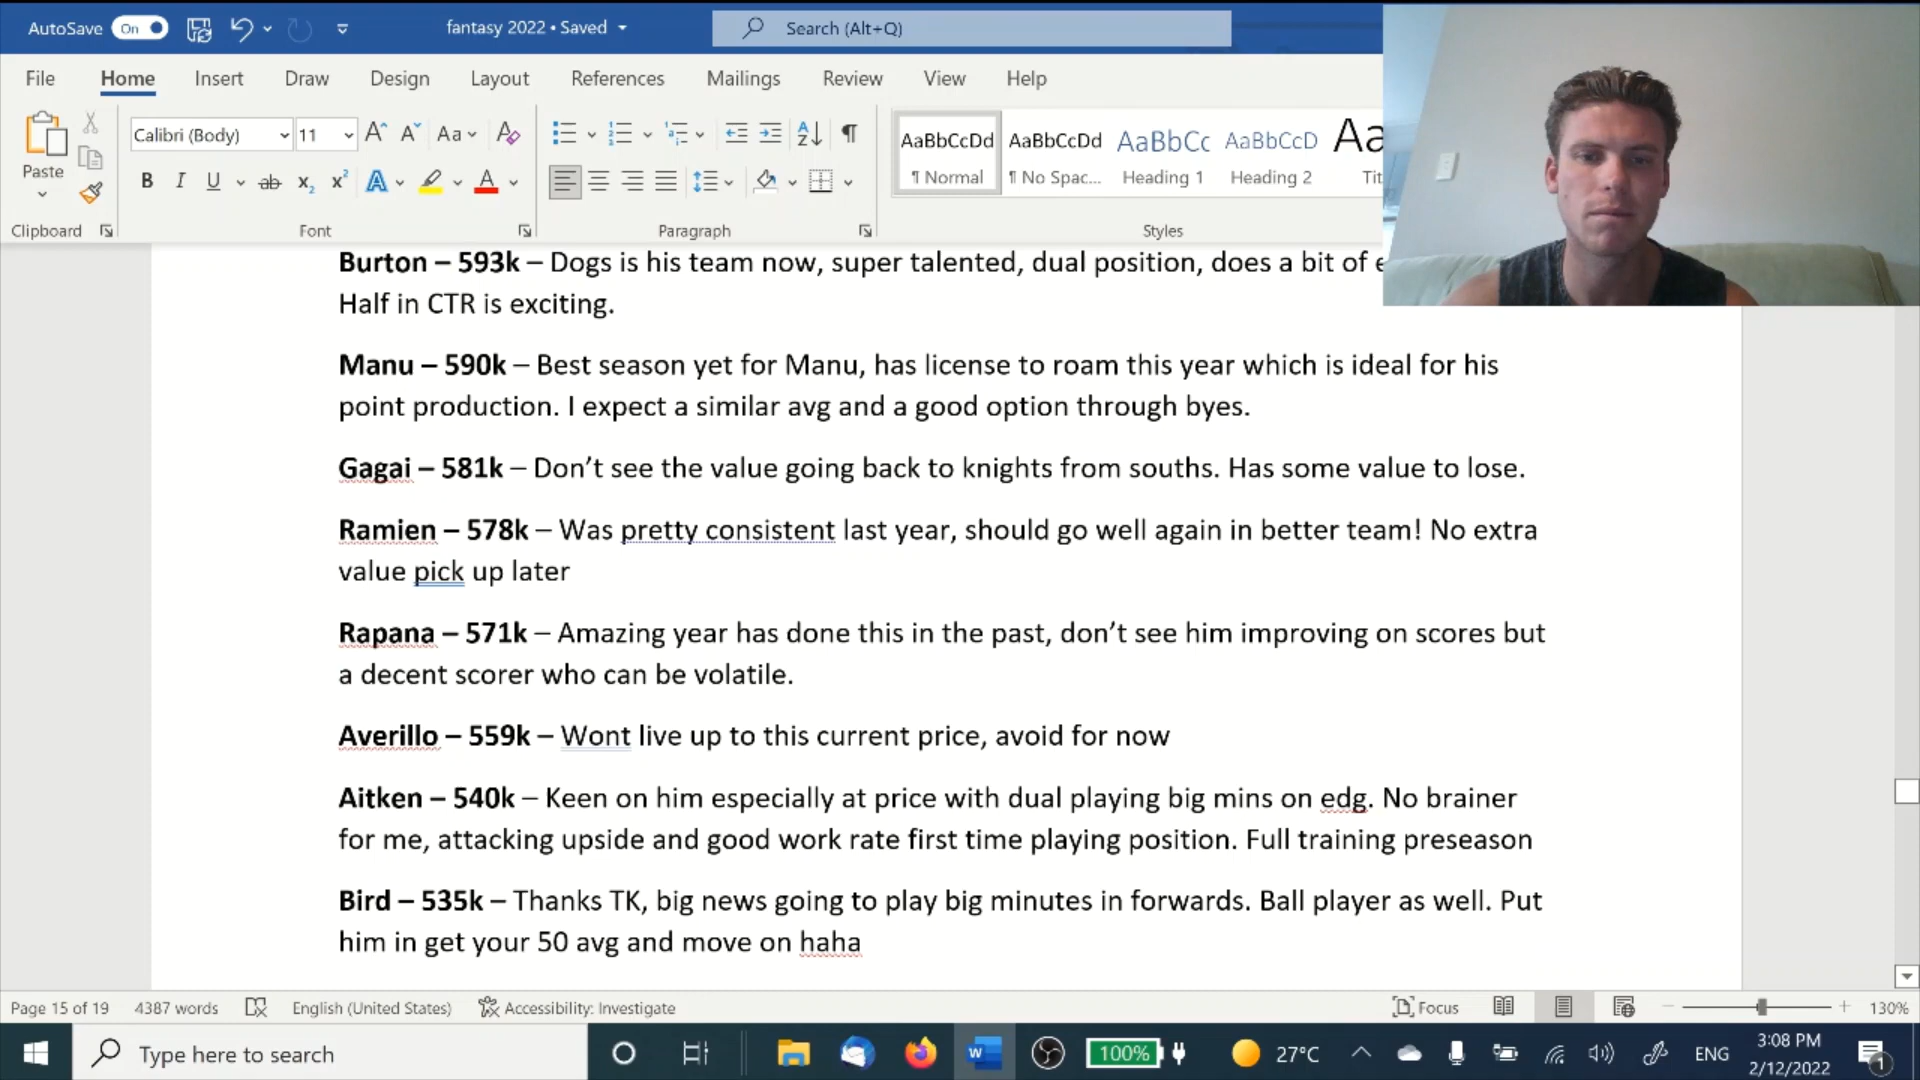 AutoSave On fantasy 2022 • Saved Search (Alt+Q)
File Home Insert Draw Design Layout References Mailings Review View Help
Paste
Calibri (Body) 11 Aa
B I U ab x₂ x² A A
AaBbCcDd AaBbCcDd AaBbCc AaBbCcD Aa
¶ Normal ¶ No Spac... Heading 1 Heading 2 Tit
Clipboard Font Paragraph Styles
Burton – 593k – Dogs is his team now, super talented, dual position, does a bit of
Half in CTR is exciting.
Manu – 590k – Best season yet for Manu, has license to roam this year which is ideal for his
point production. I expect a similar avg and a good option through byes.
Gagai – 581k – Don’t see the value going back to knights from souths. Has some value to lose.
Ramien – 578k – Was pretty consistent last year, should go well again in better team! No extra
value pick up later
Rapana – 571k – Amazing year has done this in the past, don’t see him improving on scores but
a decent scorer who can be volatile.
Averillo – 559k – Wont live up to this current price, avoid for now
Aitken – 540k – Keen on him especially at price with dual playing big mins on edg. No brainer
for me, attacking upside and good work rate first time playing position. Full training preseason
Bird – 535k – Thanks TK, big news going to play big minutes in forwards. Ball player as well. Put
him in get your 50 avg and move on haha
Page 15 of 19 4387 words English (United States) Accessibility: Investigate Focus 130%
Type here to search 100% 27°C ENG 3:08 PM
2/12/2022 1